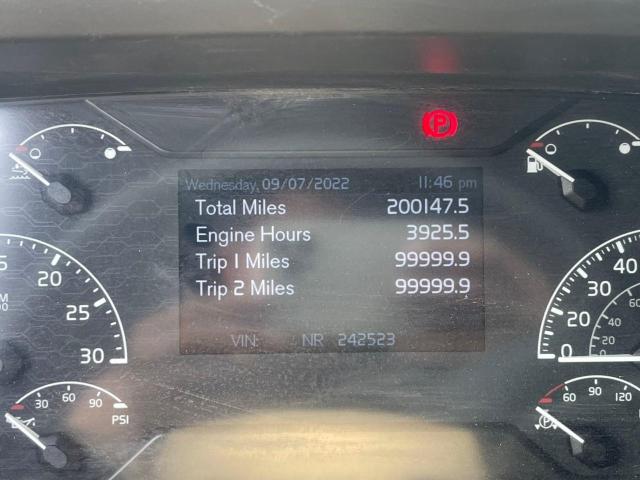 P
Wednesday, 09/07/2022 11:46 pm
Total Miles 200147.5
Engine Hours 3925.5
Trip 1 Miles 99999.9
Trip 2 Miles 99999.9
VIN: NR 242523
20
25
30
40
30
20
0
60
30 60 90 PSI
60 90 120
P